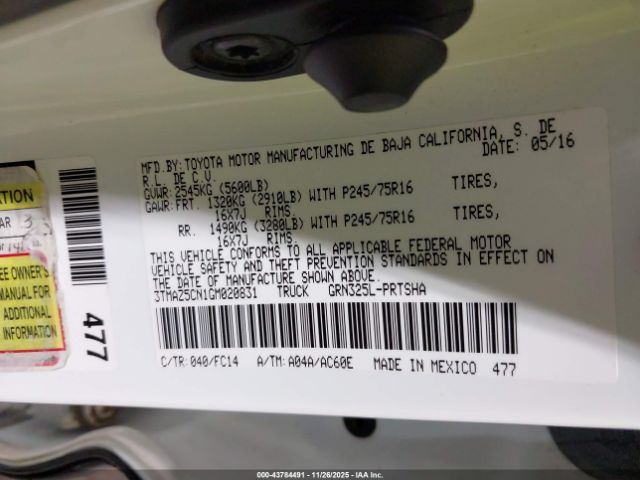 MFD.BY: TOYOTA MOTOR MANUFACTURING DE BAJA CALIFORNIA, S. DE
R.L. DE C.V. DATE: 05/16
GVWR: 2545KG (5600LB)
GAWR: FRT. 1320KG (2910LB) WITH P245/75R16 TIRES,
16X7J RIMS,
RR. 1490KG (3280LB) WITH P245/75R16 TIRES,
16X7J RIMS.
THIS VEHICLE CONFORMS TO ALL APPLICABLE FEDERAL MOTOR
VEHICLE SAFETY AND THEFT PREVENTION STANDARDS IN EFFECT ON
THE DATE OF MANUFACTURE SHOWN ABOVE.
3TMAZ5CN1GM020831 TRUCK GRN325L-PRTSHA
C/TR: 040/FC14 A/TM: A04A/AC60E MADE IN MEXICO 477
477
OWNER'S
MANUAL FOR
ADDITIONAL
INFORMATION
000-43784491 - 11/26/2025 - IAA Inc.